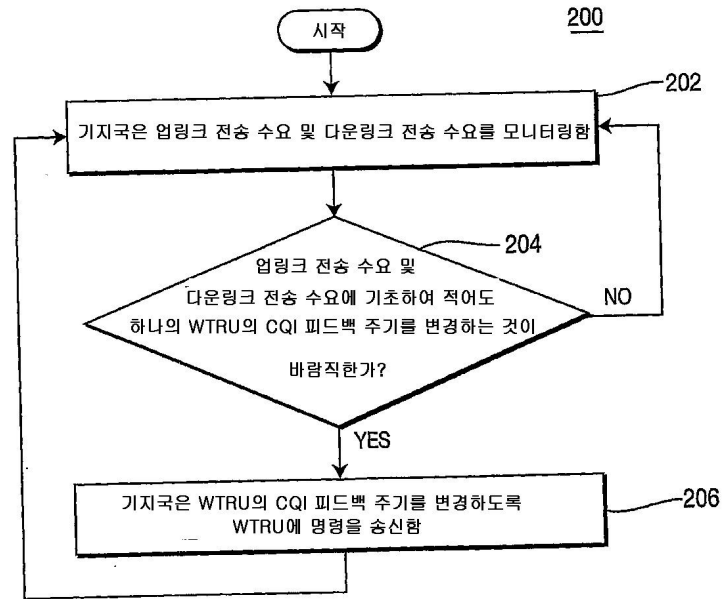 시작
200
202
기지국은 업링크 전송 수요 및 다운링크 전송 수요를 모니터링함
204
업링크 전송 수요 및
다운링크 전송 수요에 기초하여 적어도
하나의 WTRU의 CQI 피드백 주기를 변경하는 것이
바람직한가?
NO
YES
기지국은 WTRU의 CQI 피드백 주기를 변경하도록
WTRU에 명령을 송신함
206